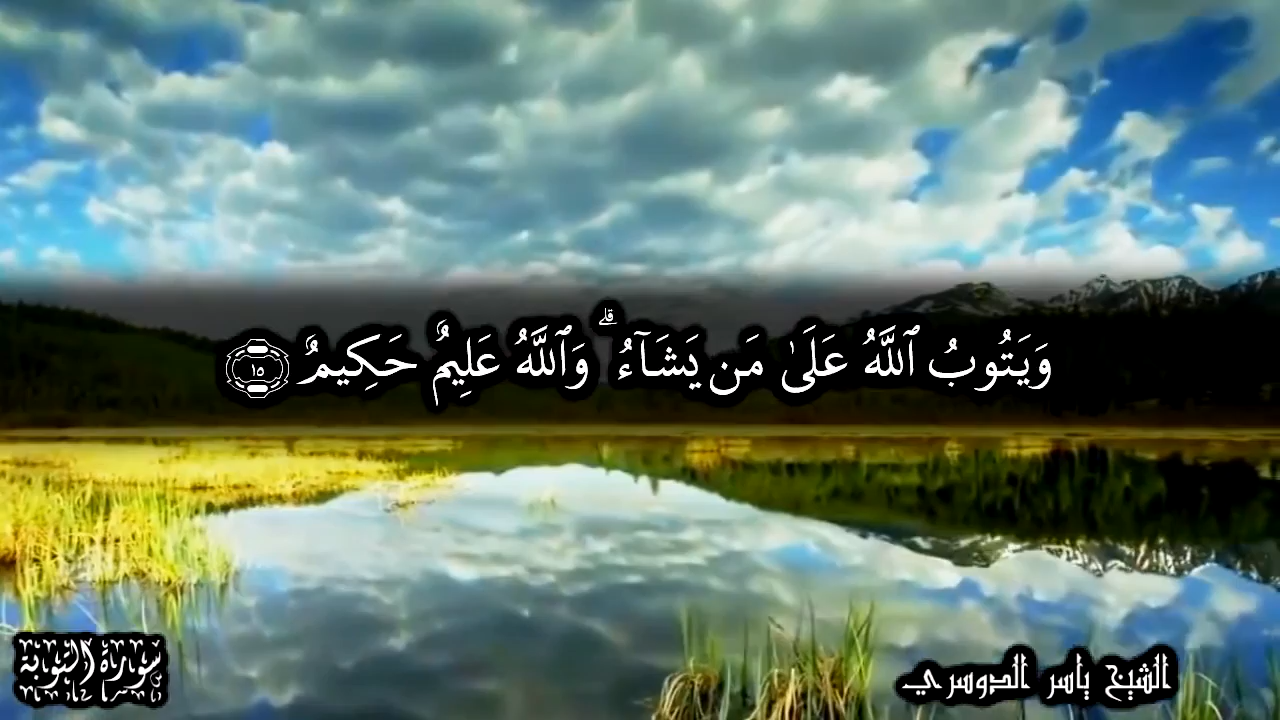 وَيَتُوبُ ٱللَّهُ عَلَىٰ مَن يَشَآءُ ۗ وَٱللَّهُ عَلِيمٌ حَكِيمٌ ١٥
سورة التوبة
الشيخ ياسر الدوسري